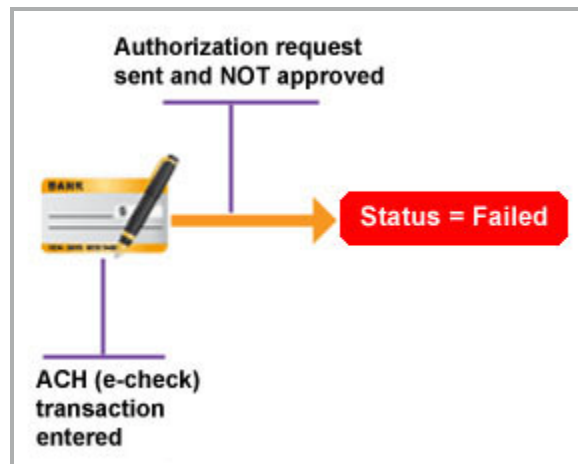 Authorization request
sent and NOT approved
BANK
$
Status = Failed
ACH (e-check)
transaction
entered